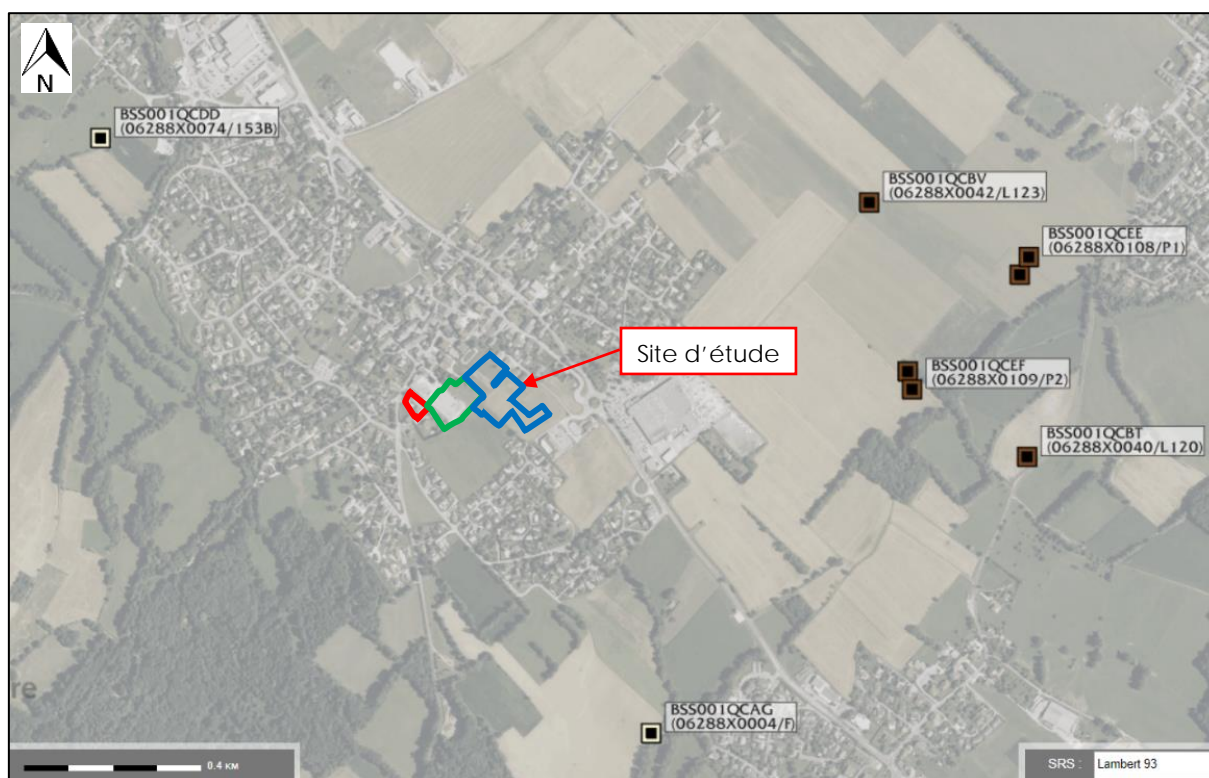 N
BSS001QCDD
(06288X0074/153B)
BSS001QCBV
(06288X0042/L123)
BSS001QCEE
(06288X0108/P1)
Site d'étude
BSS001QCEF
(06288X0109/P2)
BSS001QCBT
(06288X0040/L120)
re
BSS001QCAG
(06288X0004/F)
0.4 KM
SRS : Lambert 93